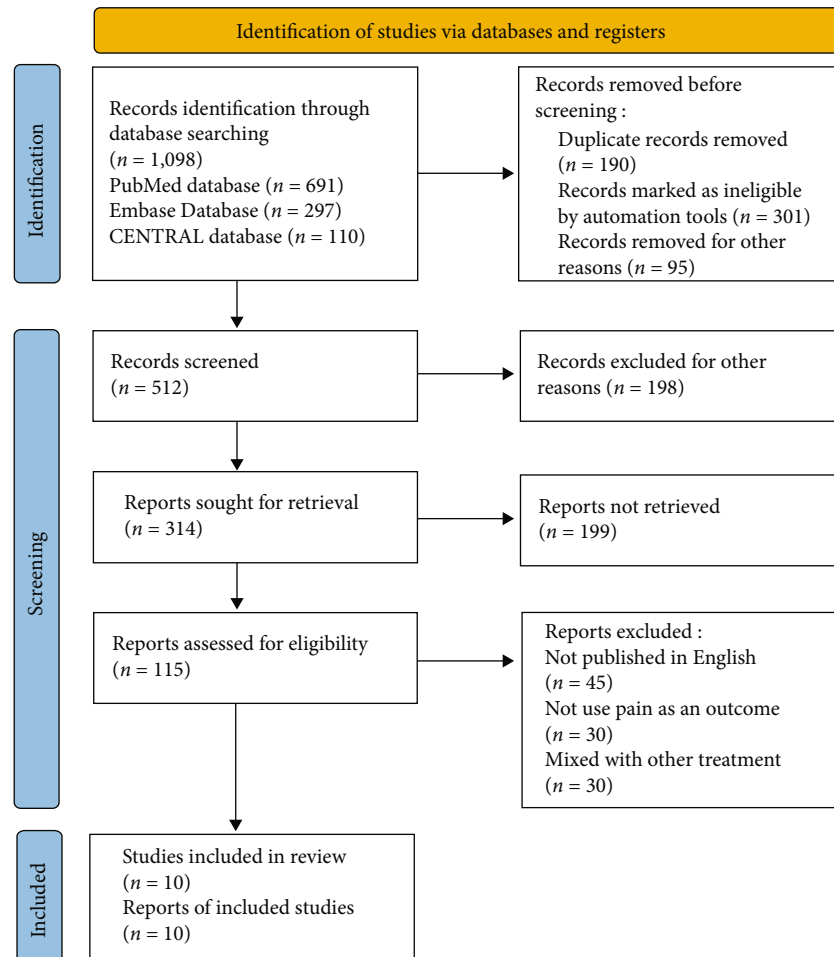 Identification of studies via databases and registers
Identification
Records identification through
database searching
(n = 1,098)
PubMed database (n = 691)
Embase Database (n = 297)
CENTRAL database (n = 110)
Records removed before
screening :
Duplicate records removed
(n = 190)
Records marked as ineligible
by automation tools (n = 301)
Records removed for other
reasons (n = 95)
Screening
Records screened
(n = 512)
Records excluded for other
reasons (n = 198)
Reports sought for retrieval
(n = 314)
Reports not retrieved
(n = 199)
Reports assessed for eligibility
(n = 115)
Reports excluded :
Not published in English
(n = 45)
Not use pain as an outcome
(n = 30)
Mixed with other treatment
(n = 30)
Included
Studies included in review
(n = 10)
Reports of included studies
(n = 10)